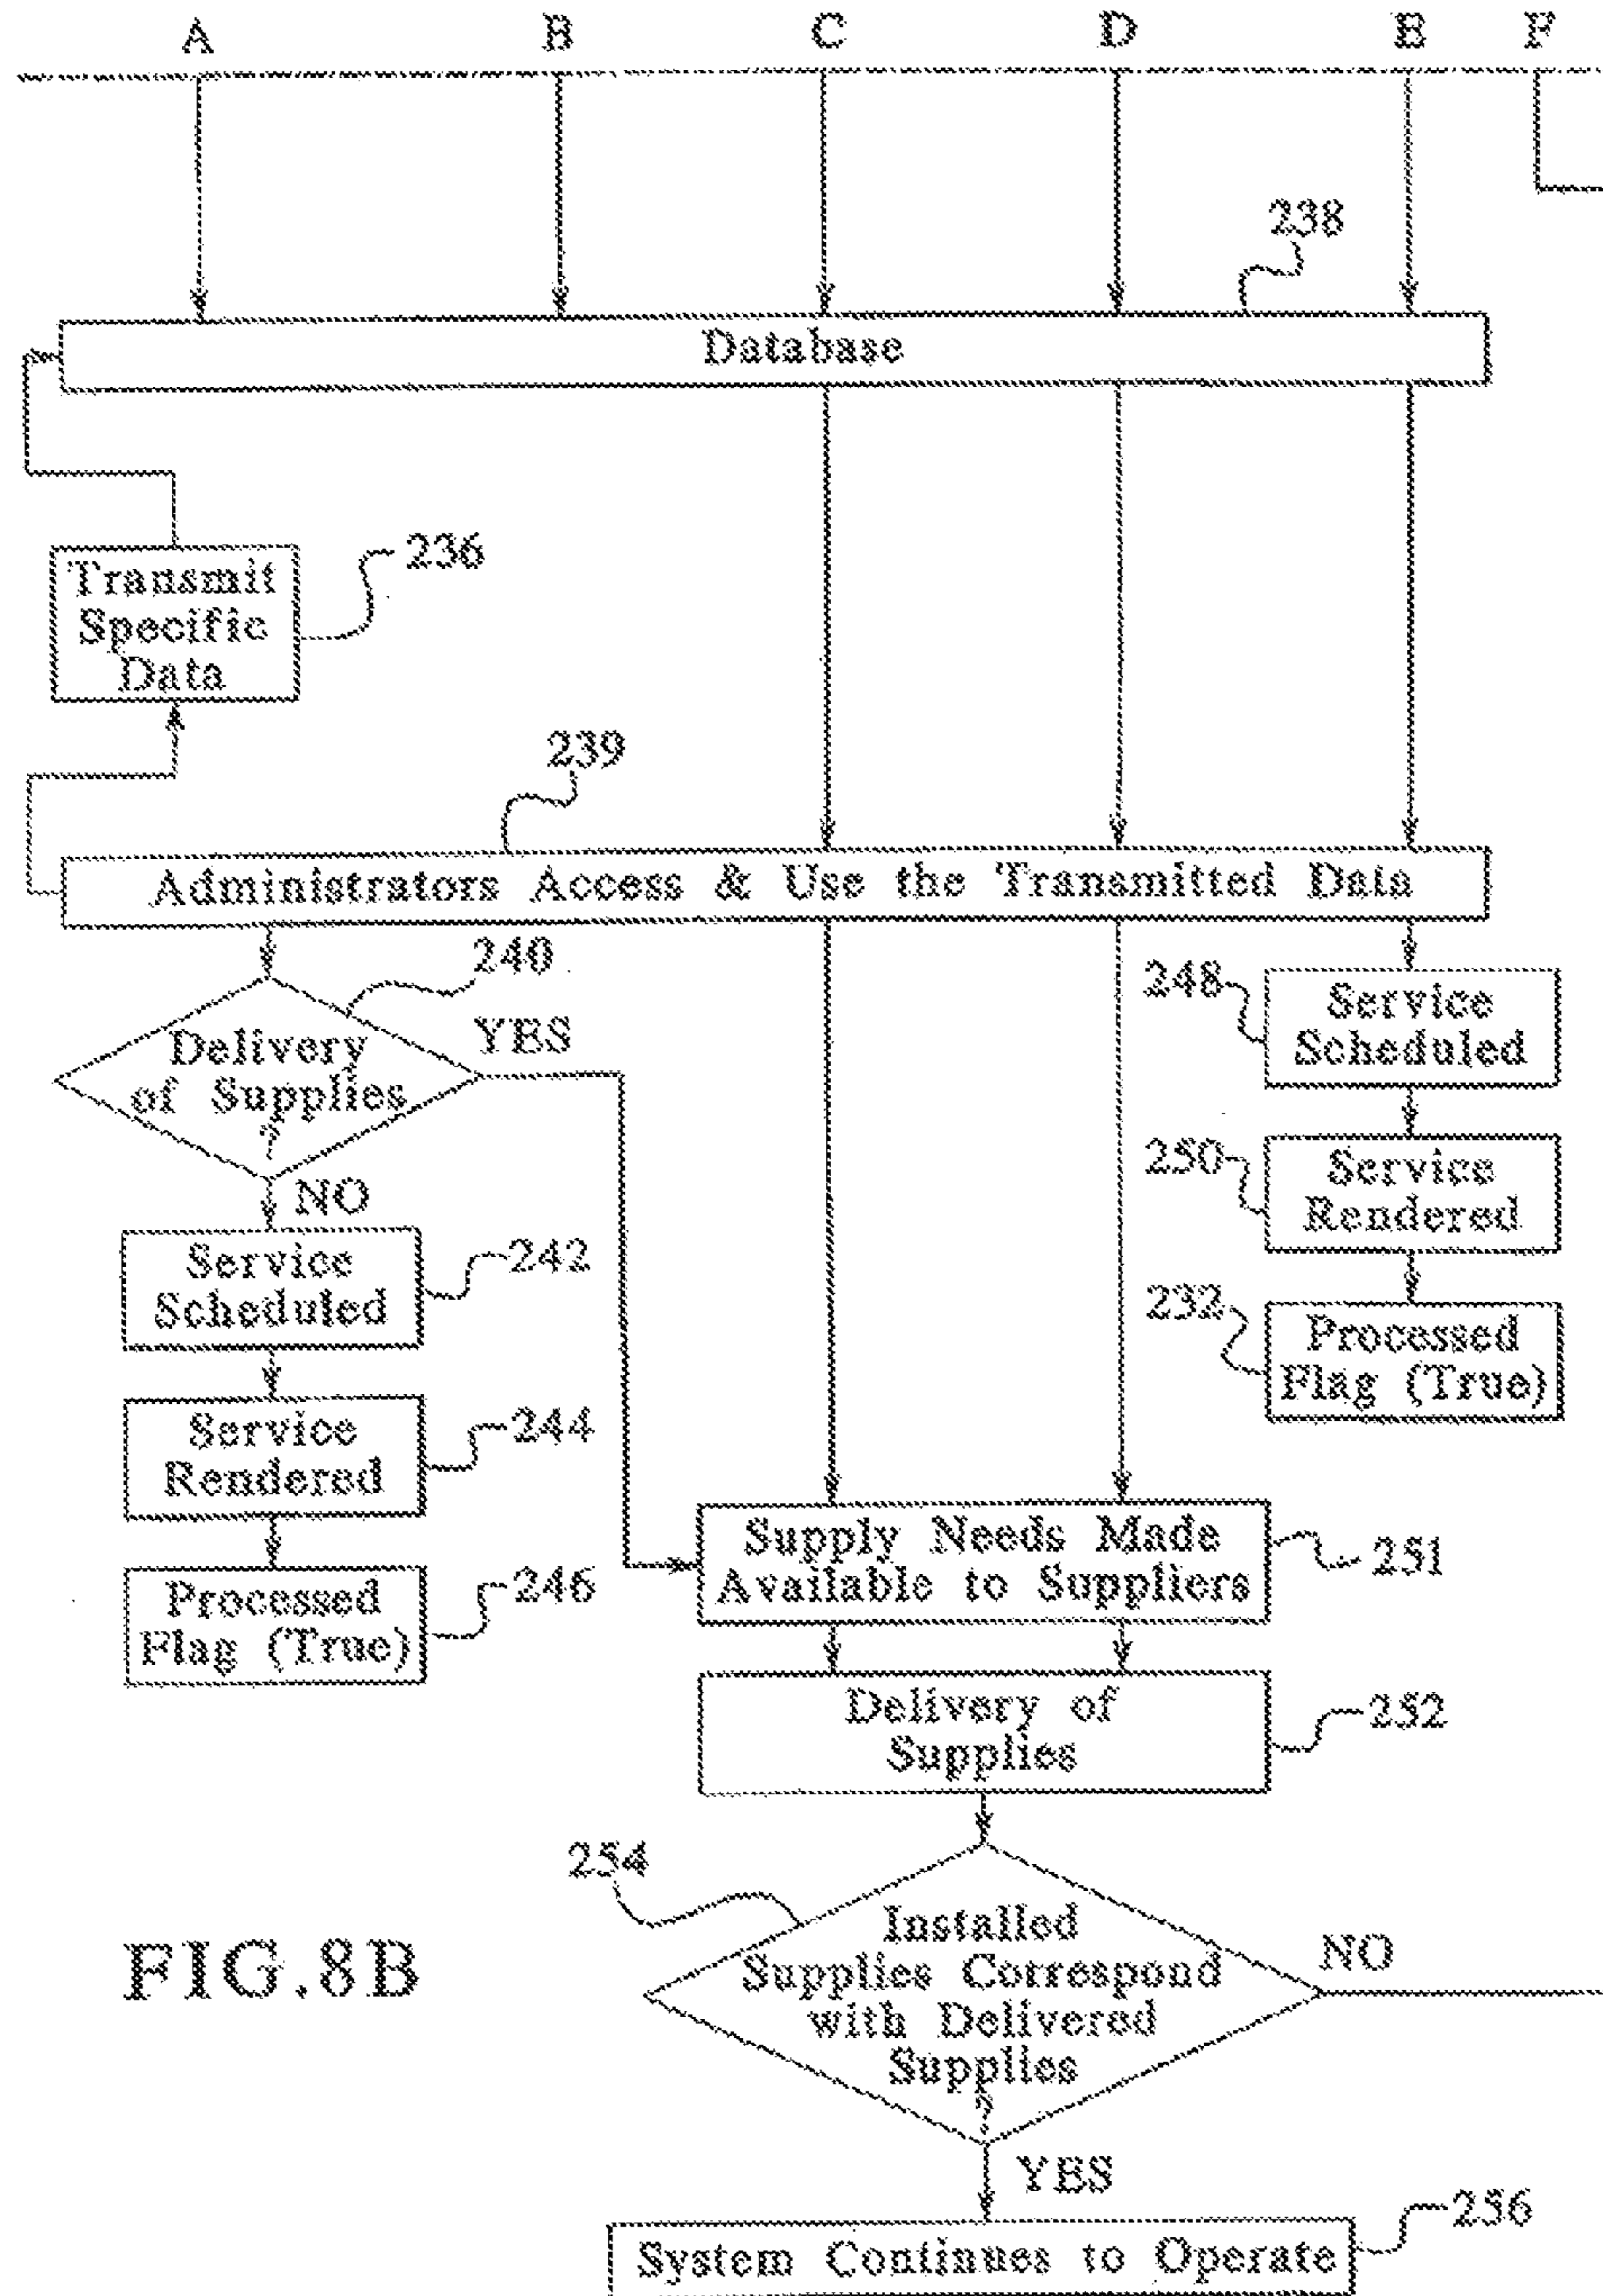 A B C D E F
238
Database
236
Transmit
Specific
Data
239
Administrators Access & Use the Transmitted Data
240
Delivery
of Supplies
?
YES
NO
248
Service
Scheduled
250
Service
Rendered
232
Processed
Flag (True)
Service
Scheduled
242
Service
Rendered
244
Processed
Flag (True)
246
Supply Needs Made
Available to Suppliers
251
Delivery of
Supplies
252
254
Installed
Supplies Correspond
with Delivered
Supplies
?
NO
YES
FIG.8B
System Continues to Operate
256